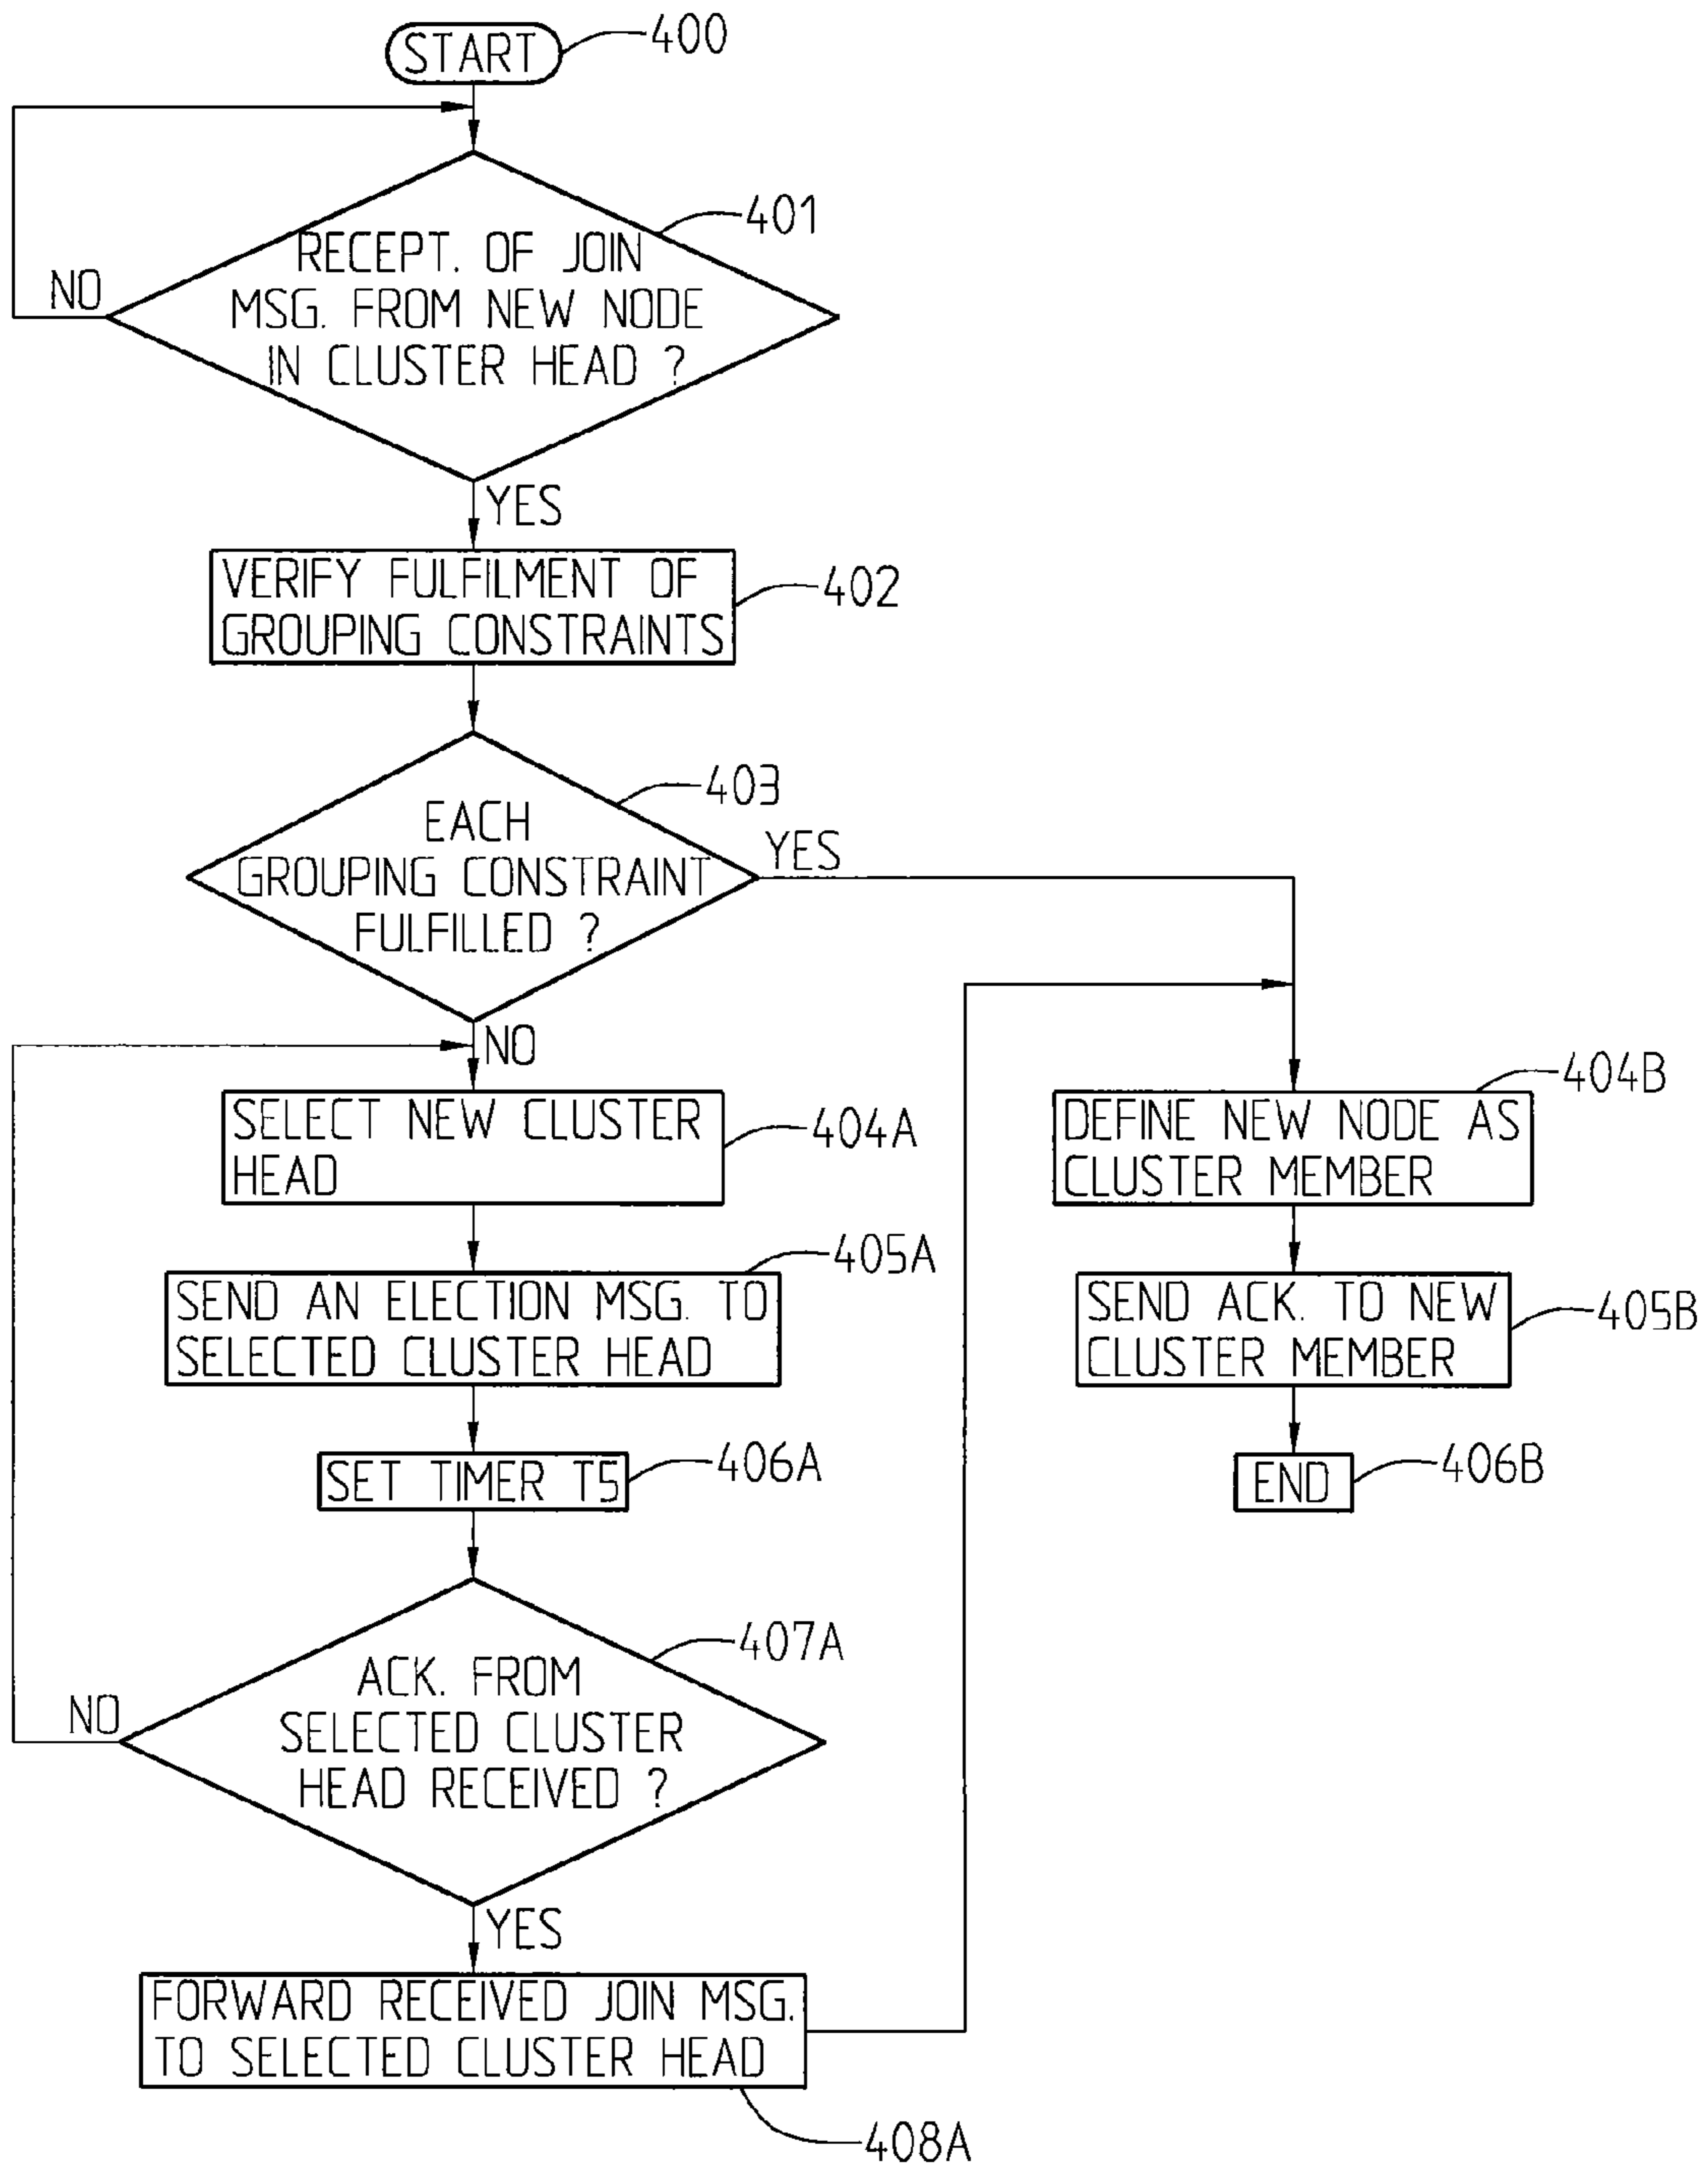 START
400
401
RECEPT. OF JOIN
MSG. FROM NEW NODE
IN CLUSTER HEAD ?
NO
YES
VERIFY FULFILMENT OF
GROUPING CONSTRAINTS
402
403
EACH
GROUPING CONSTRAINT
FULFILLED ?
YES
NO
SELECT NEW CLUSTER
HEAD
404A
404B
DEFINE NEW NODE AS
CLUSTER MEMBER
405A
SEND AN ELECTION MSG. TO
SELECTED CLUSTER HEAD
SEND ACK. TO NEW
CLUSTER MEMBER
405B
SET TIMER T5
406A
END
406B
407A
ACK. FROM
SELECTED CLUSTER
HEAD RECEIVED ?
NO
YES
FORWARD RECEIVED JOIN MSG.
TO SELECTED CLUSTER HEAD
408A